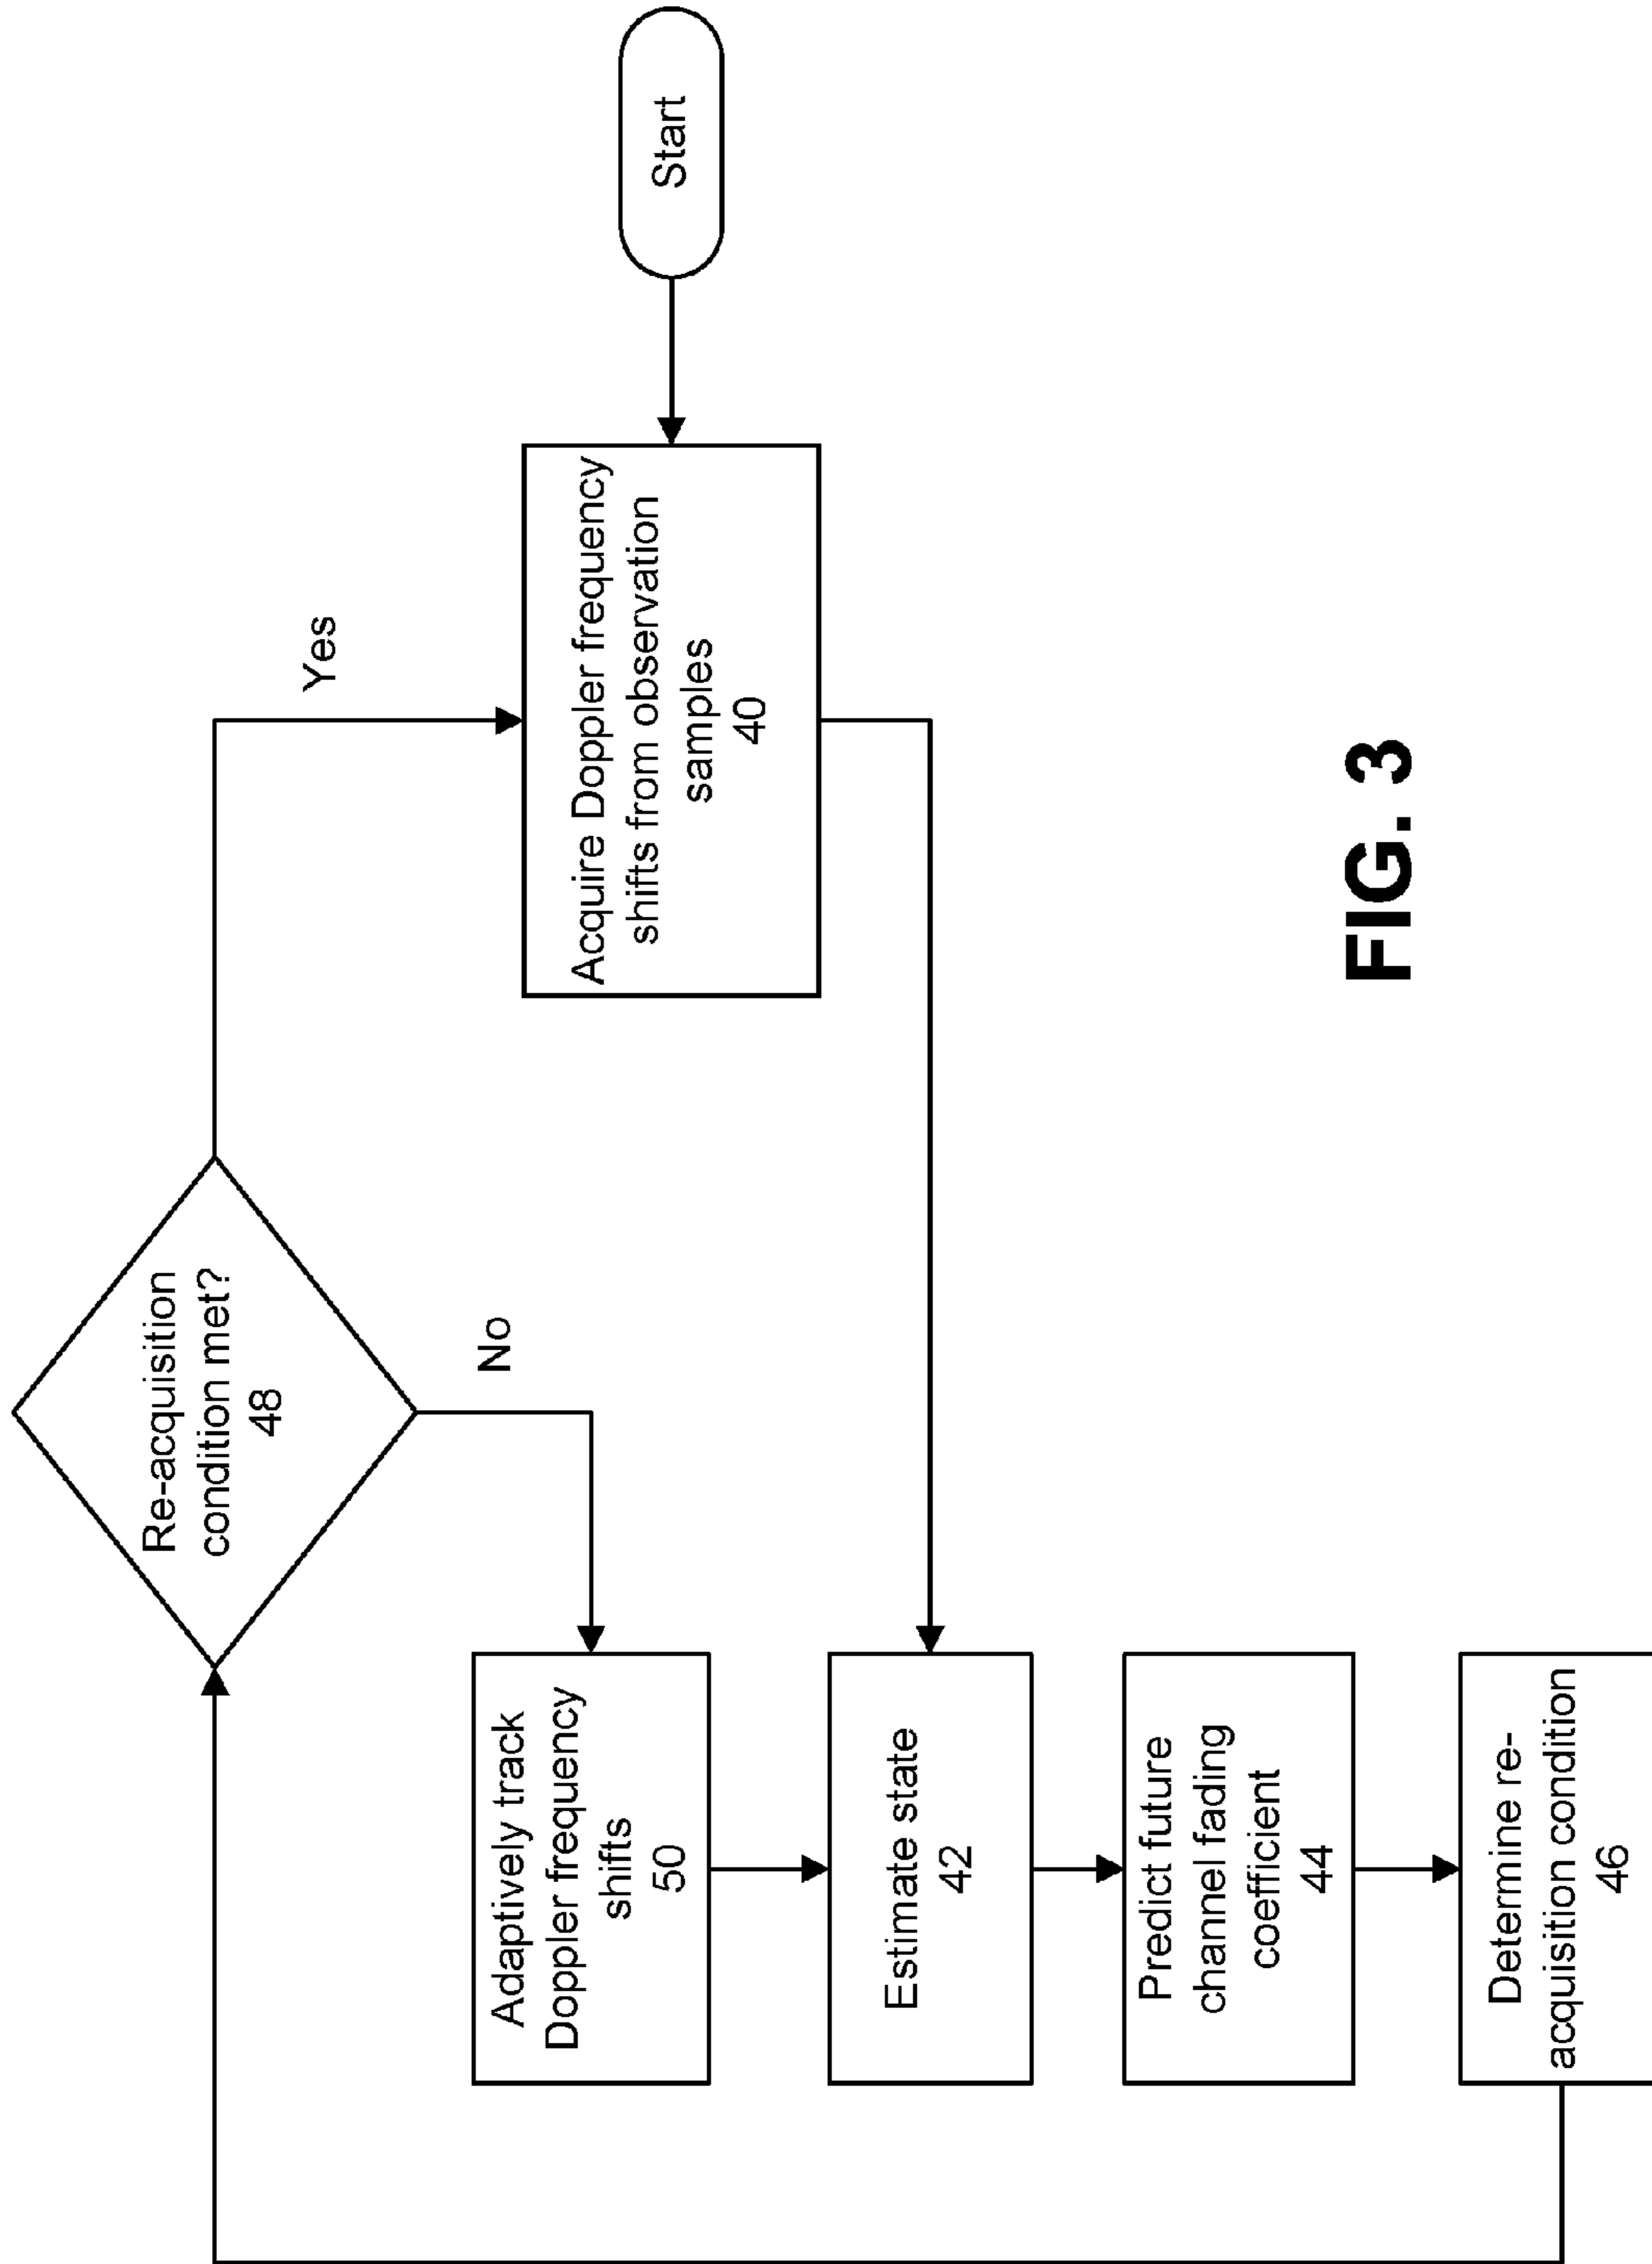 Re-acquisition
condition met?
48
Yes
No
Start
Acquire Doppler frequency
shifts from observation
samples
40
Adaptively track
Doppler frequency
shifts
50
Estimate state
42
Predict future
channel fading
coefficient
44
Determine re-
acquisition condition
46
FIG. 3